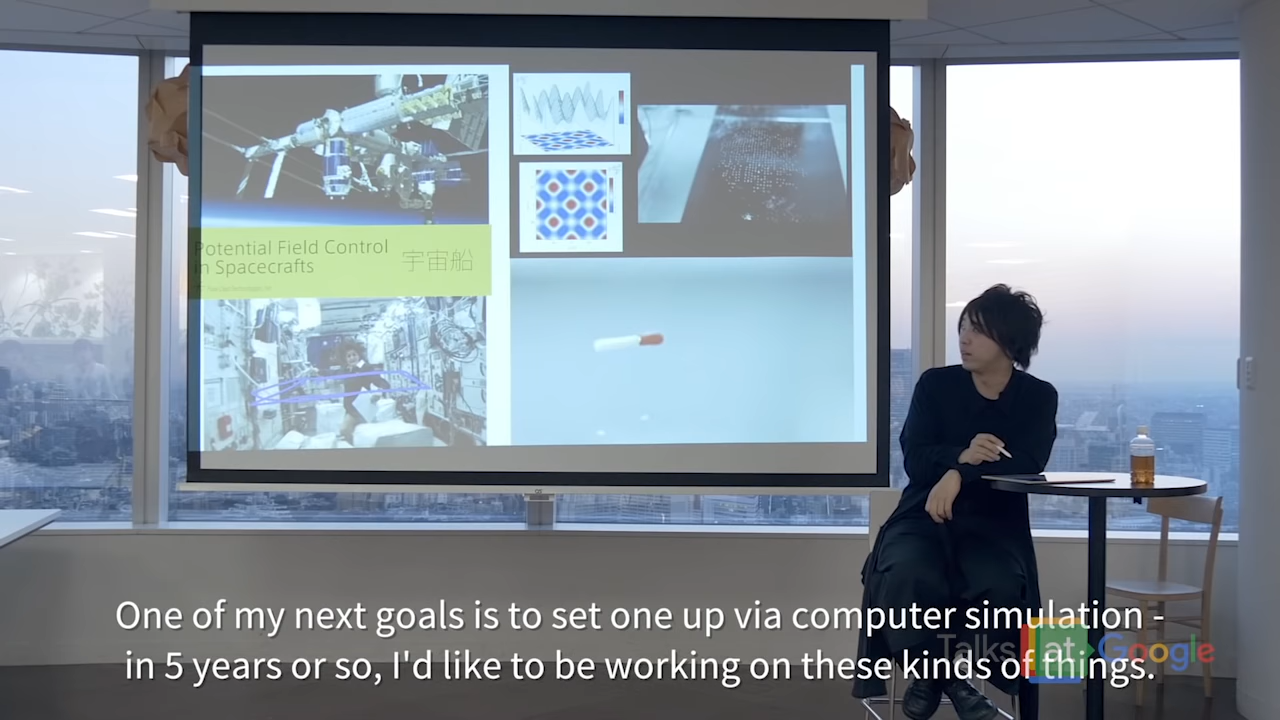 Potential Field Control
in Spacecrafts
宇宙船
One of my next goals is to set one up via computer simulation -
in 5 years or so, I'd like to be working on these kinds of things.
Talks at Google